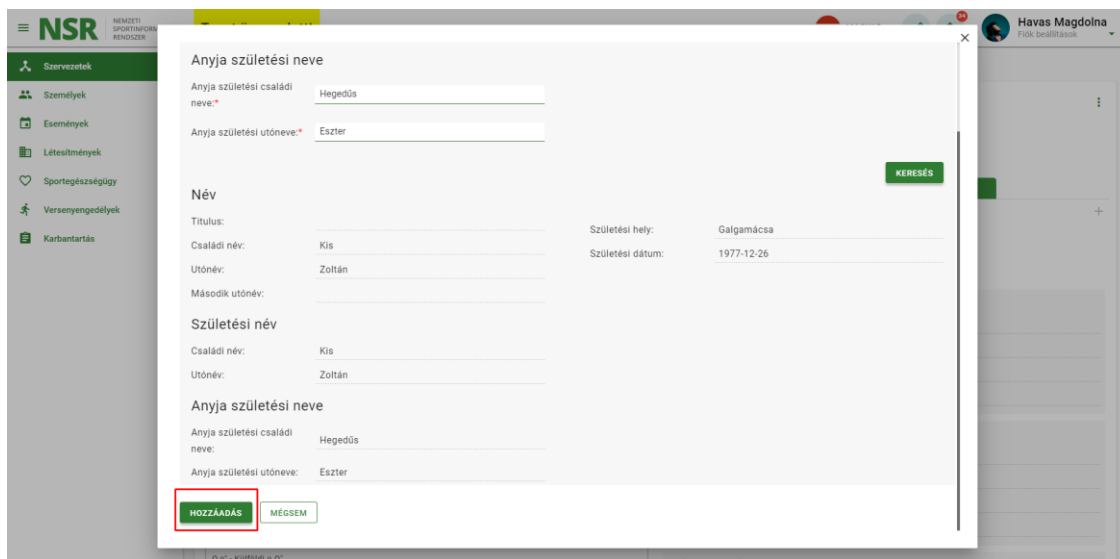 NSR
NEMZETI
SPORTINFORM
RENDSZER
34
Havas Magdolna
Fiók beállítások
Szervezetek
Személyek
Események
Létesítmények
Sportegészségügy
Versenyengedélyek
Karbantartás
Anyja születési neve
Anyja születési családi
neve:* Hegedűs
Anyja születési utóneve:* Eszter
KERESÉS
Név
Titulus:
Családi név: Kis
Utónév: Zoltán
Második utónév:
Születési hely: Galgamácsa
Születési dátum: 1977-12-26
Születési név
Családi név: Kis
Utónév: Zoltán
Anyja születési neve
Anyja születési családi
neve: Hegedűs
Anyja születési utóneve: Eszter
HOZZÁADÁS
MÉGSEM